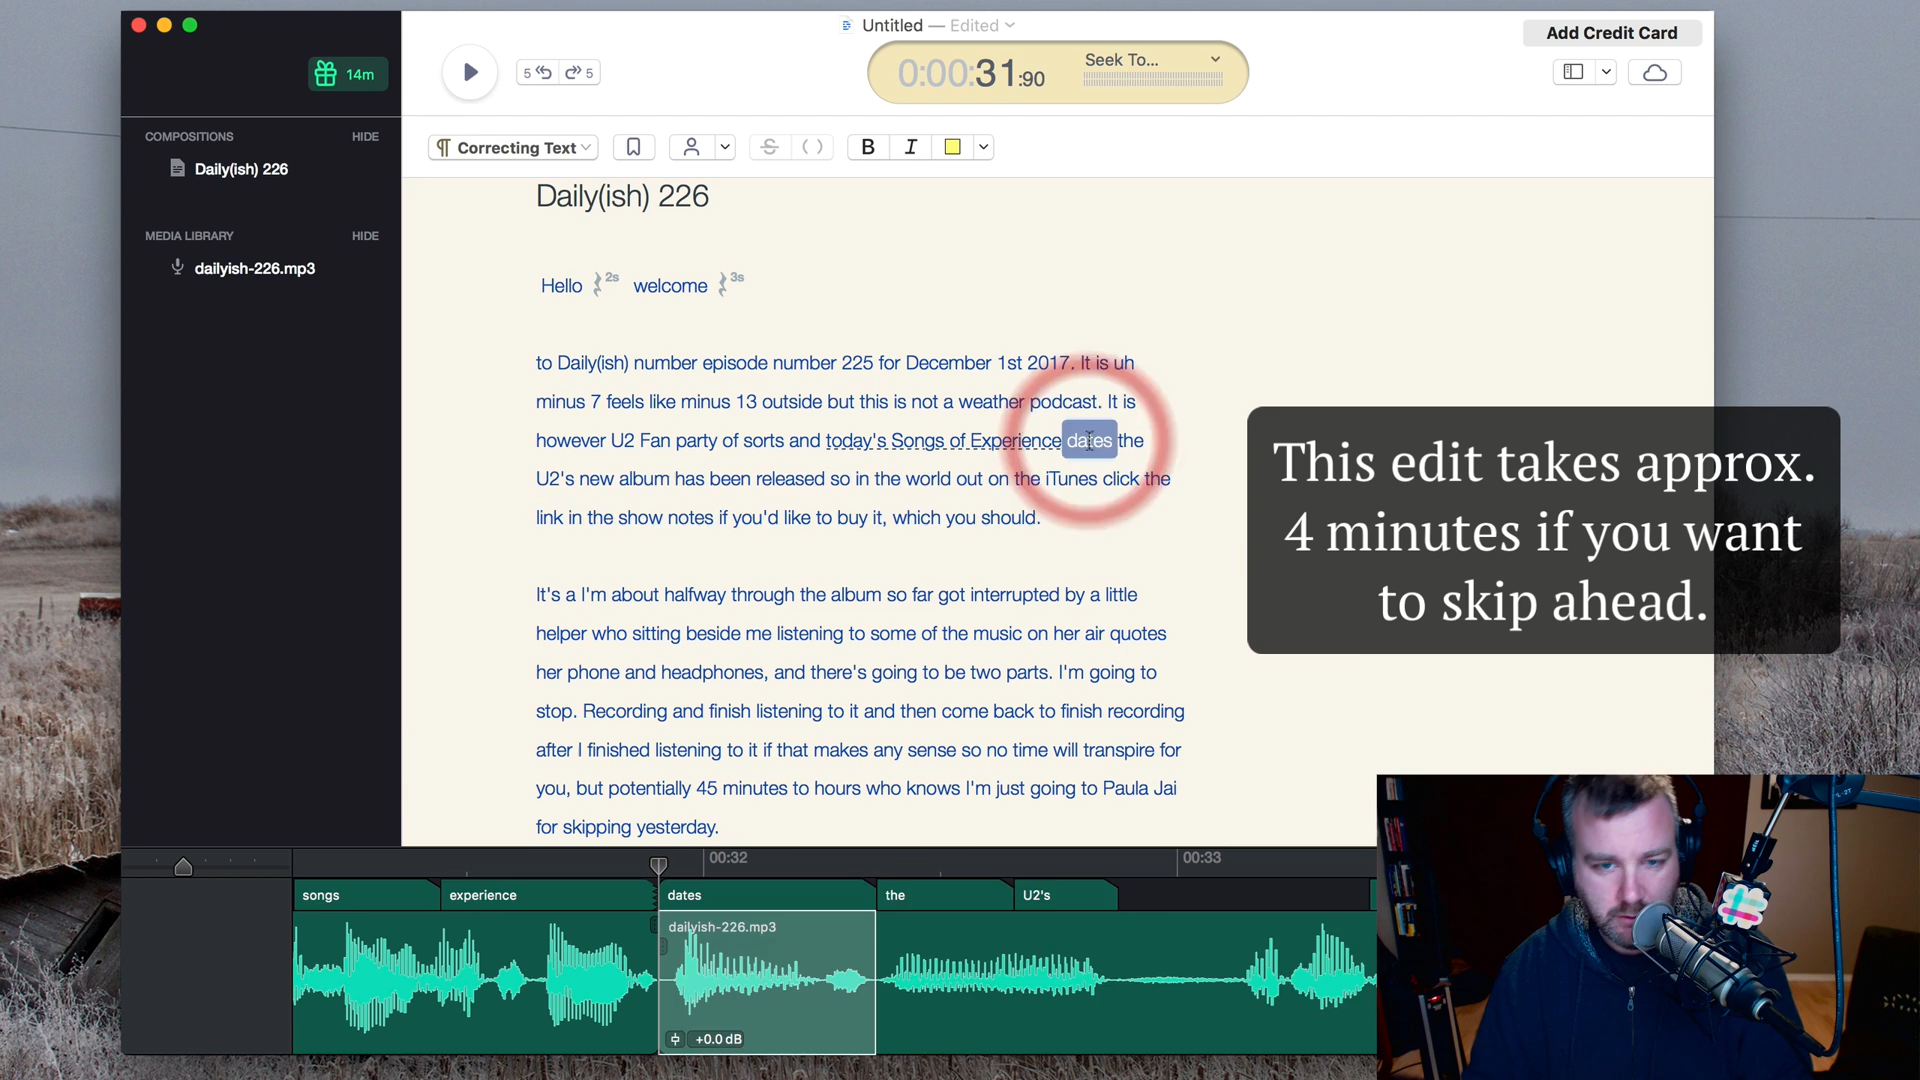 Untitled — Edited
Add Credit Card
14m
5 5
0:00:31:90
Seek To...
¶ Correcting Text
S ( ) B I
COMPOSITIONS HIDE
Daily(ish) 226
MEDIA LIBRARY HIDE
dailyish-226.mp3
Daily(ish) 226
Hello 2s welcome 3s
to Daily(ish) number episode number 225 for December 1st 2017. It is uh
minus 7 feels like minus 13 outside but this is not a weather podcast. It is
however U2 Fan party of sorts and today's Songs of Experience dates the
U2's new album has been released so in the world out on the iTunes click the
link in the show notes if you'd like to buy it, which you should.
It's a I'm about halfway through the album so far got interrupted by a little
helper who sitting beside me listening to some of the music on her air quotes
her phone and headphones, and there's going to be two parts. I'm going to
stop. Recording and finish listening to it and then come back to finish recording
after I finished listening to it if that makes any sense so no time will transpire for
you, but potentially 45 minutes to hours who knows I'm just going to Paula Jai
for skipping yesterday.
This edit takes approx.
4 minutes if you want
to skip ahead.
00:32 00:33
songs experience dates the U2's
dailyish-226.mp3
+0.0 dB